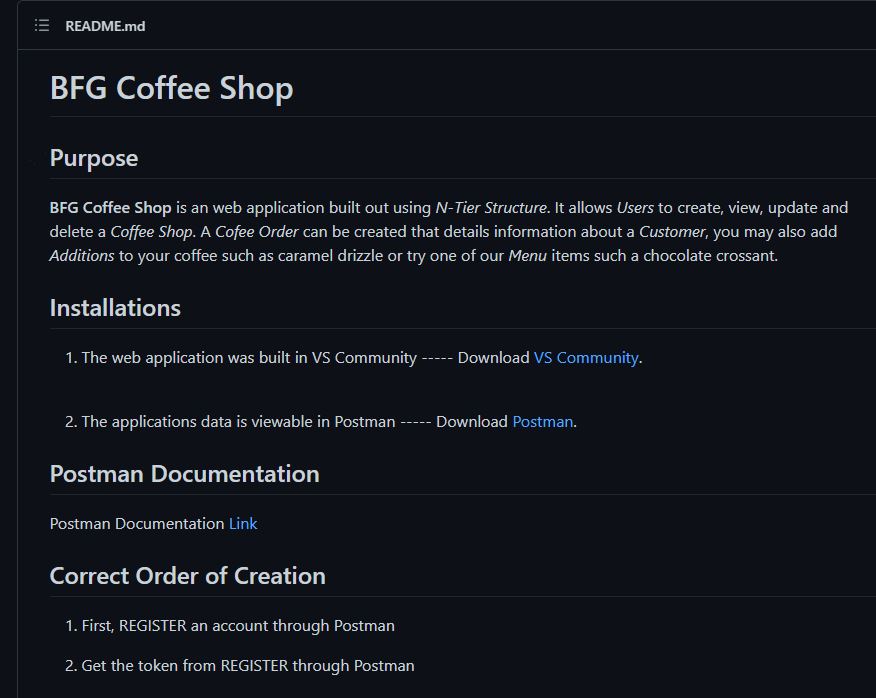 README.md
BFG Coffee Shop
Purpose
BFG Coffee Shop is an web application built out using N-Tier Structure. It allows Users to create, view, update and
delete a Coffee Shop. A Cofee Order can be created that details information about a Customer, you may also add
Additions to your coffee such as caramel drizzle or try one of our Menu items such a chocolate crossant.
Installations
1. The web application was built in VS Community ----- Download VS Community.
2. The applications data is viewable in Postman ----- Download Postman.
Postman Documentation
Postman Documentation Link
Correct Order of Creation
1. First, REGISTER an account through Postman
2. Get the token from REGISTER through Postman